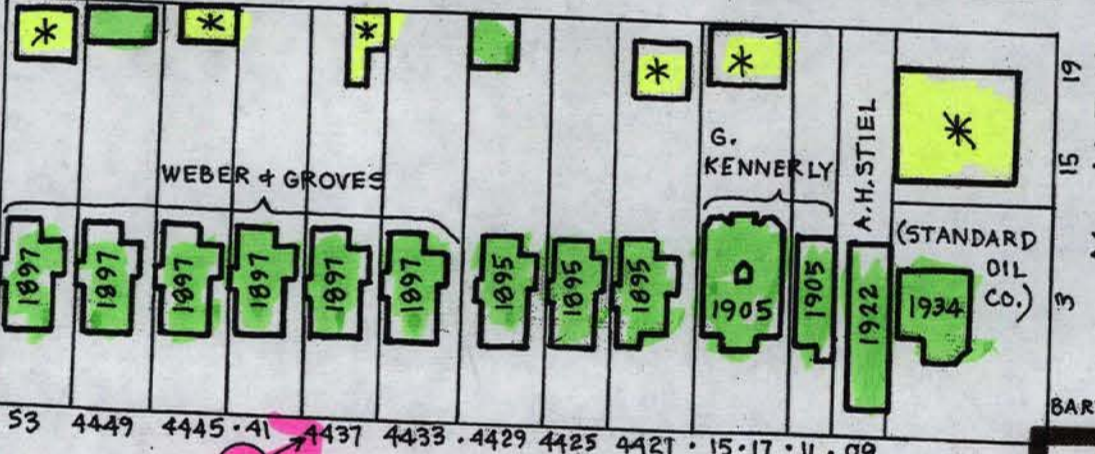 * * * * * *
G.
KENNERLY
WEBER & GROVES
A.H. STIEL
(STANDARD
OIL
CO.)
19
15
3
1897 1897 1897 1897 1897 1897 1895 1895 1895 1905 1905 1922 1934
BAR
53 4449 4445 · 41 4437 4433 · 4429 4425 4421 · 15 · 17 · 11 · 09